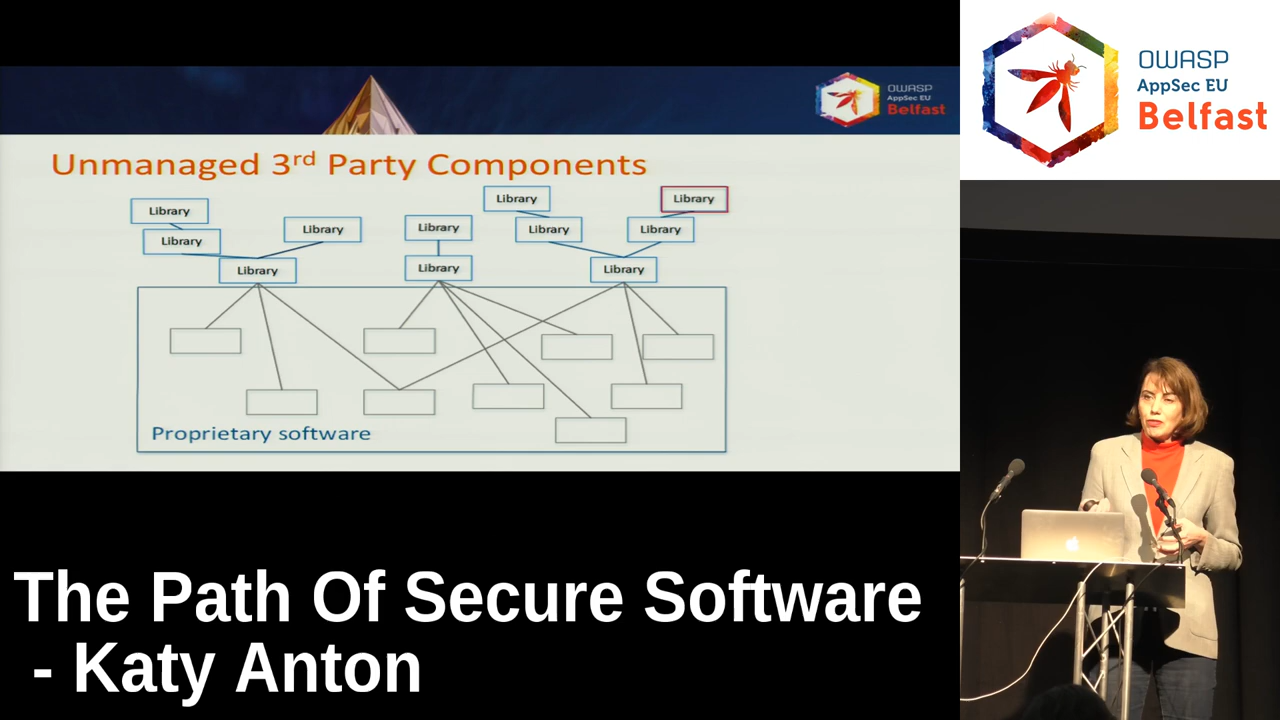 OWASP
AppSec EU
Belfast
Unmanaged 3rd Party Components
Library
Library
Library
Library
Library
Library
Library
Library
Library
Library
Library
Library
Proprietary software
The Path Of Secure Software
- Katy Anton
OWASP
AppSec EU
Belfast